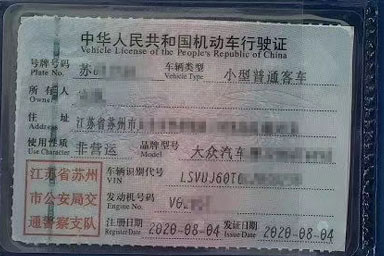 中华人民共和国机动车行驶证
Vehicle License of the People's Republic of China
号牌号码 苏 车辆类型 小型普通客车
Plate No. Vehicle Type
所有人
Owner
住址 江苏省苏州市
Address
使用性质 非营运 品牌型号 大众汽车
Use Character Model
江苏省苏州
市公安局交
通警察支队
车辆识别代号 LSVUJ60T
VIN
发动机号码 V0
Engine No.
注册日期 2020-08-04 发证日期 2020-08-04
Register Date Issue Date